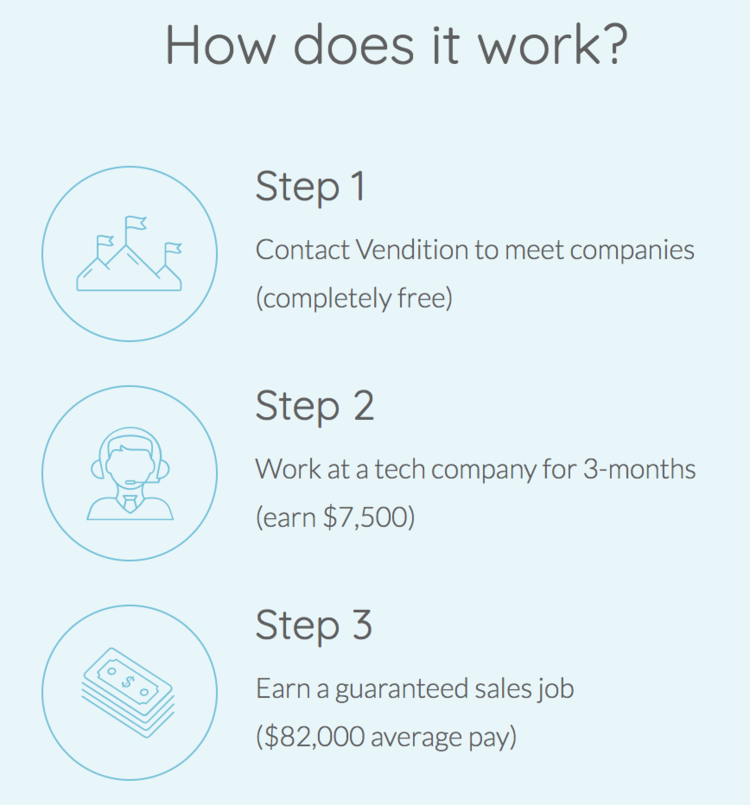 How does it work?
Step 1
Contact Vendition to meet companies
(completely free)
Step 2
Work at a tech company for 3-months
(earn $7,500)
$
Step 3
Earn a guaranteed sales job
($82,000 average pay)